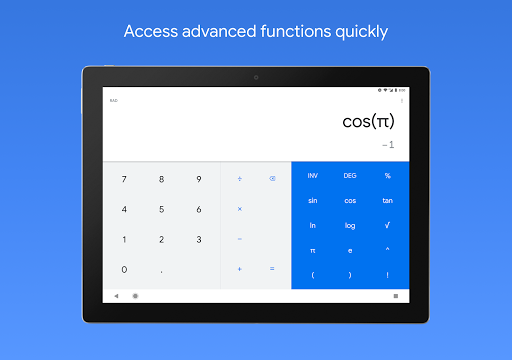 Access advanced functions quickly
RAD
cos(π)
−1
7 8 9 ÷
4 5 6 ×
1 2 3 −
0 . + =
INV DEG %
sin cos tan
ln log √
π e ^
( ) !